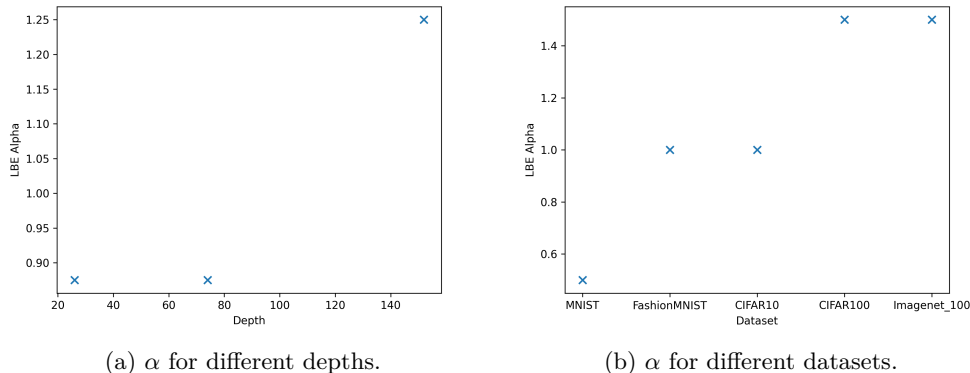 1.25
1.20
1.15
1.10
1.05
1.00
0.95
0.90
LBE Alpha
20 40 60 80 100 120 140
Depth
(a) α for different depths.
1.4
1.2
1.0
0.8
0.6
LBE Alpha
MNIST FashionMNIST CIFAR10 CIFAR100 Imagenet_100
Dataset
(b) α for different datasets.